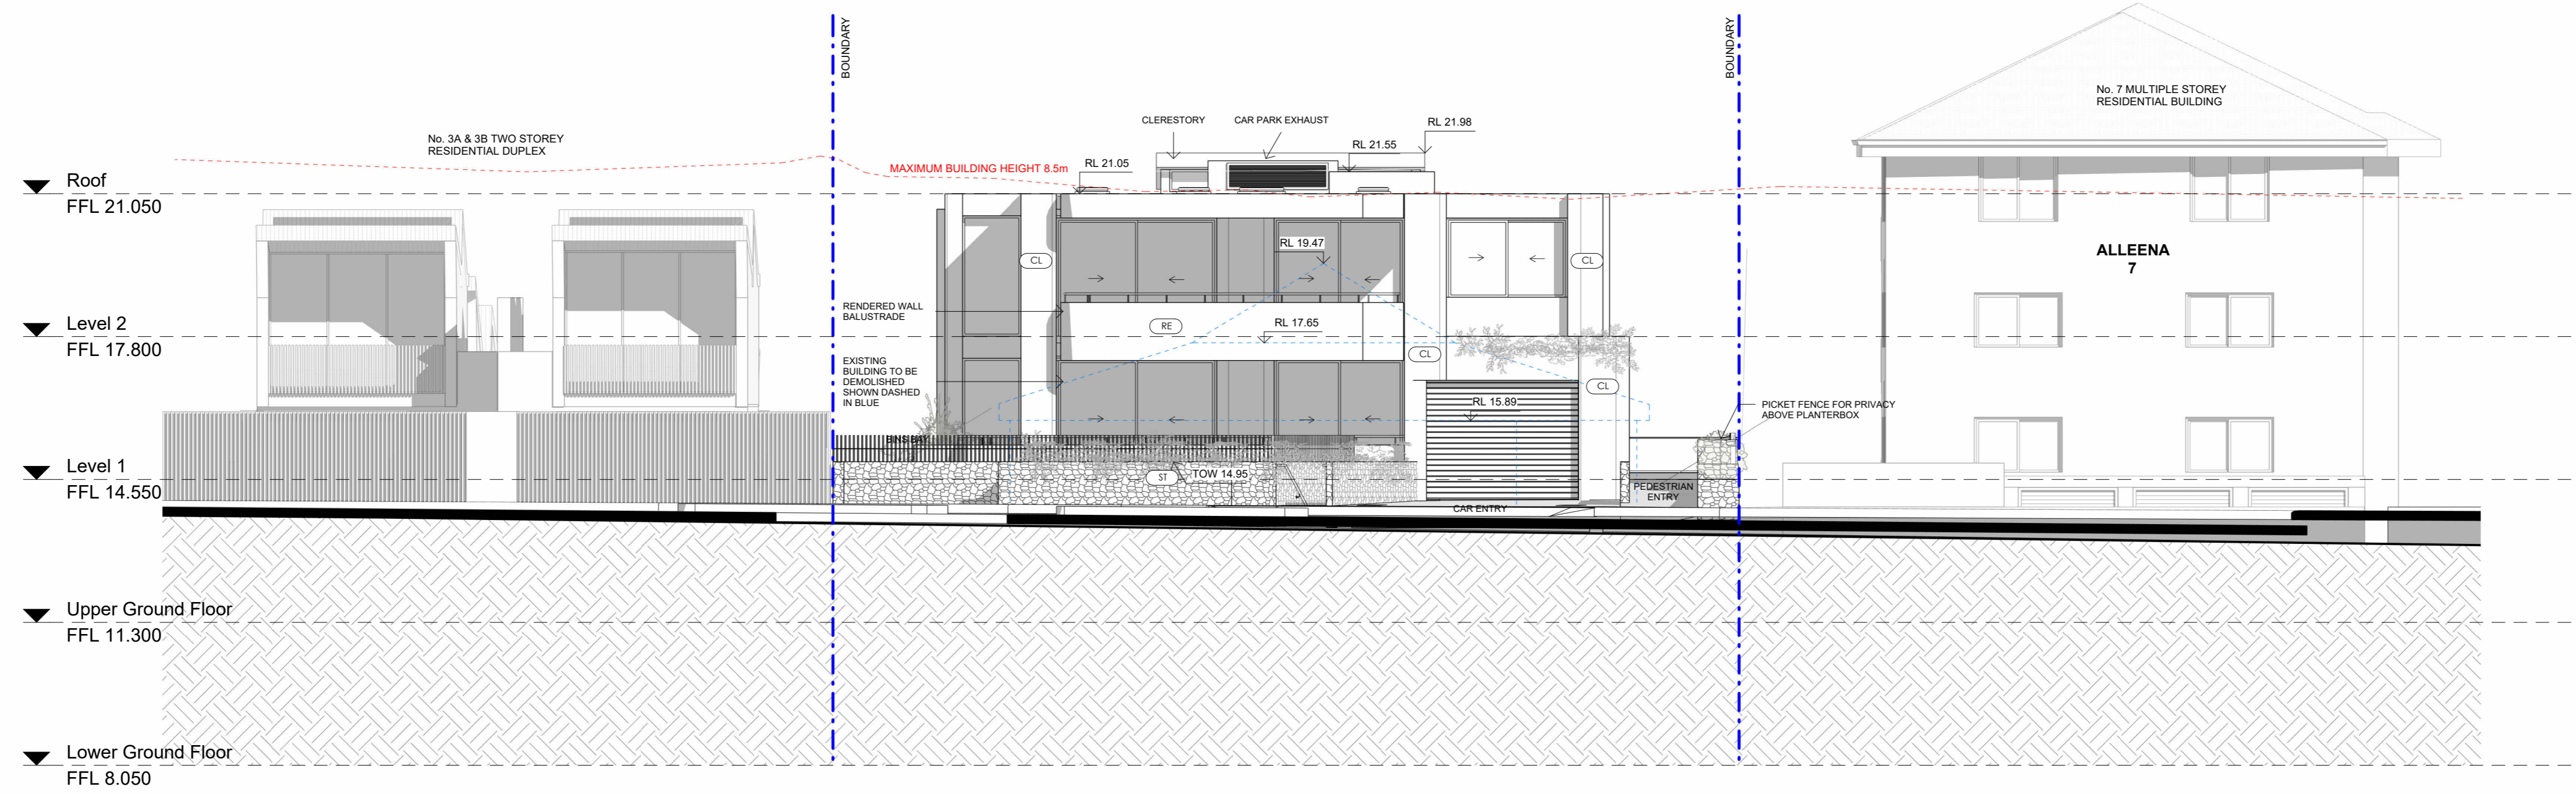 BOUNDARY
BOUNDARY
No. 7 MULTIPLE STOREY
RESIDENTIAL BUILDING
CLERESTORY
CAR PARK EXHAUST
RL 21.98
No. 3A & 3B TWO STOREY
RESIDENTIAL DUPLEX
RL 21.55
RL 21.05
MAXIMUM BUILDING HEIGHT 8.5m
Roof
FFL 21.050
RL 19.47
ALLEENA
7
CL
CL
RENDERED WALL
BALUSTRADE
RE
RL 17.65
Level 2
FFL 17.800
CL
EXISTING
BUILDING TO BE
DEMOLISHED
SHOWN DASHED
IN BLUE
CL
RL 15.89
PICKET FENCE FOR PRIVACY
ABOVE PLANTERBOX
BINS BAY
Level 1
FFL 14.550
ST
TOW 14.95
PEDESTRIAN
ENTRY
CAR ENTRY
Upper Ground Floor
FFL 11.300
Lower Ground Floor
FFL 8.050